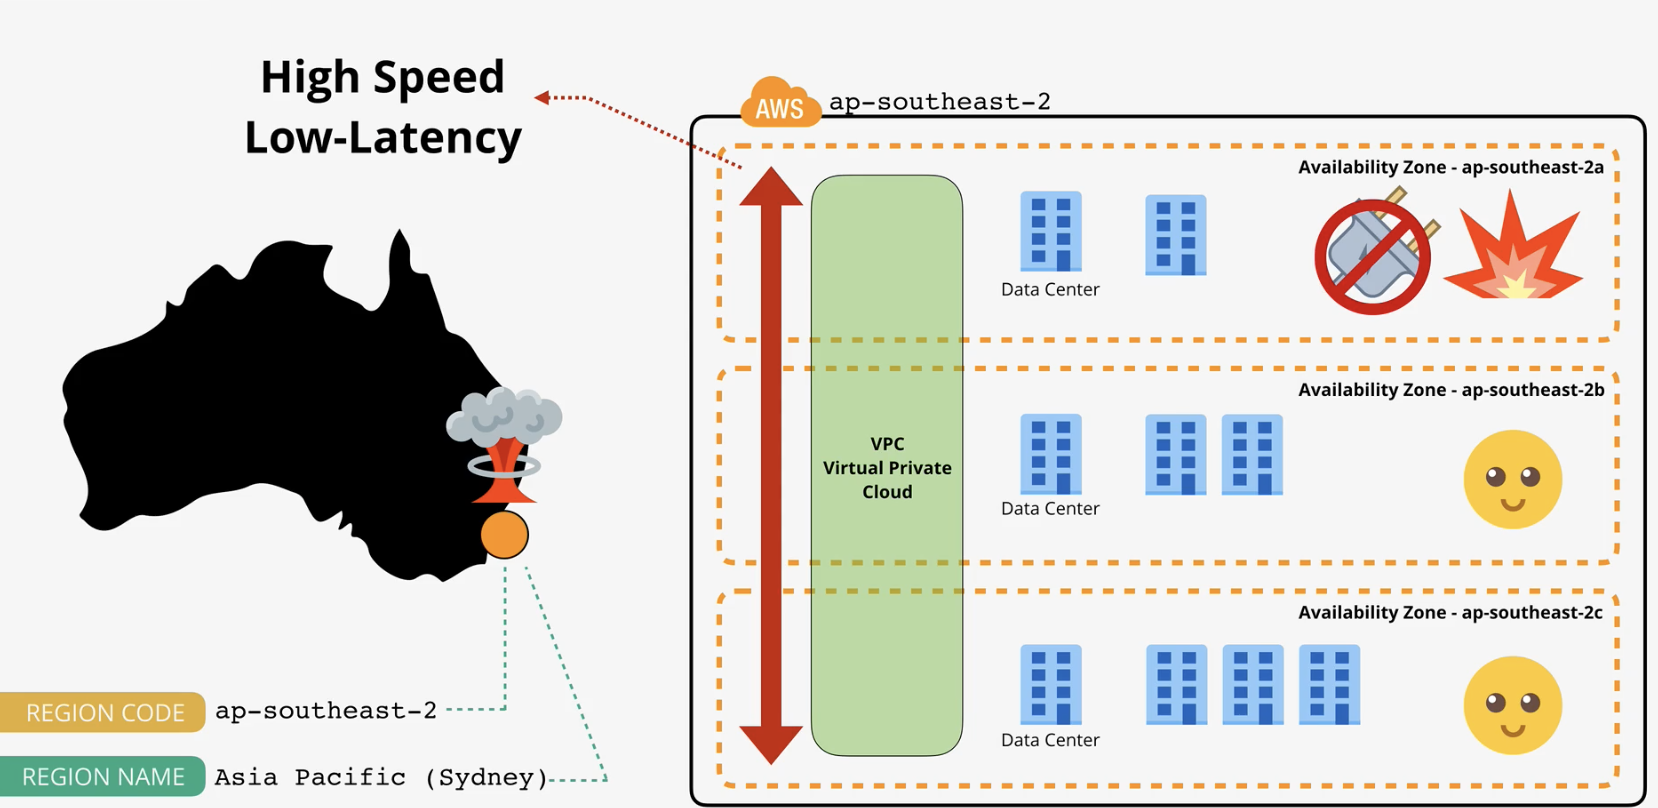 High Speed
Low-Latency
AWS
ap-southeast-2
Availability Zone - ap-southeast-2a
Data Center
Availability Zone - ap-southeast-2b
VPC
Virtual Private
Cloud
Data Center
Availability Zone - ap-southeast-2c
Data Center
REGION CODE
ap-southeast-2
REGION NAME
Asia Pacific (Sydney)